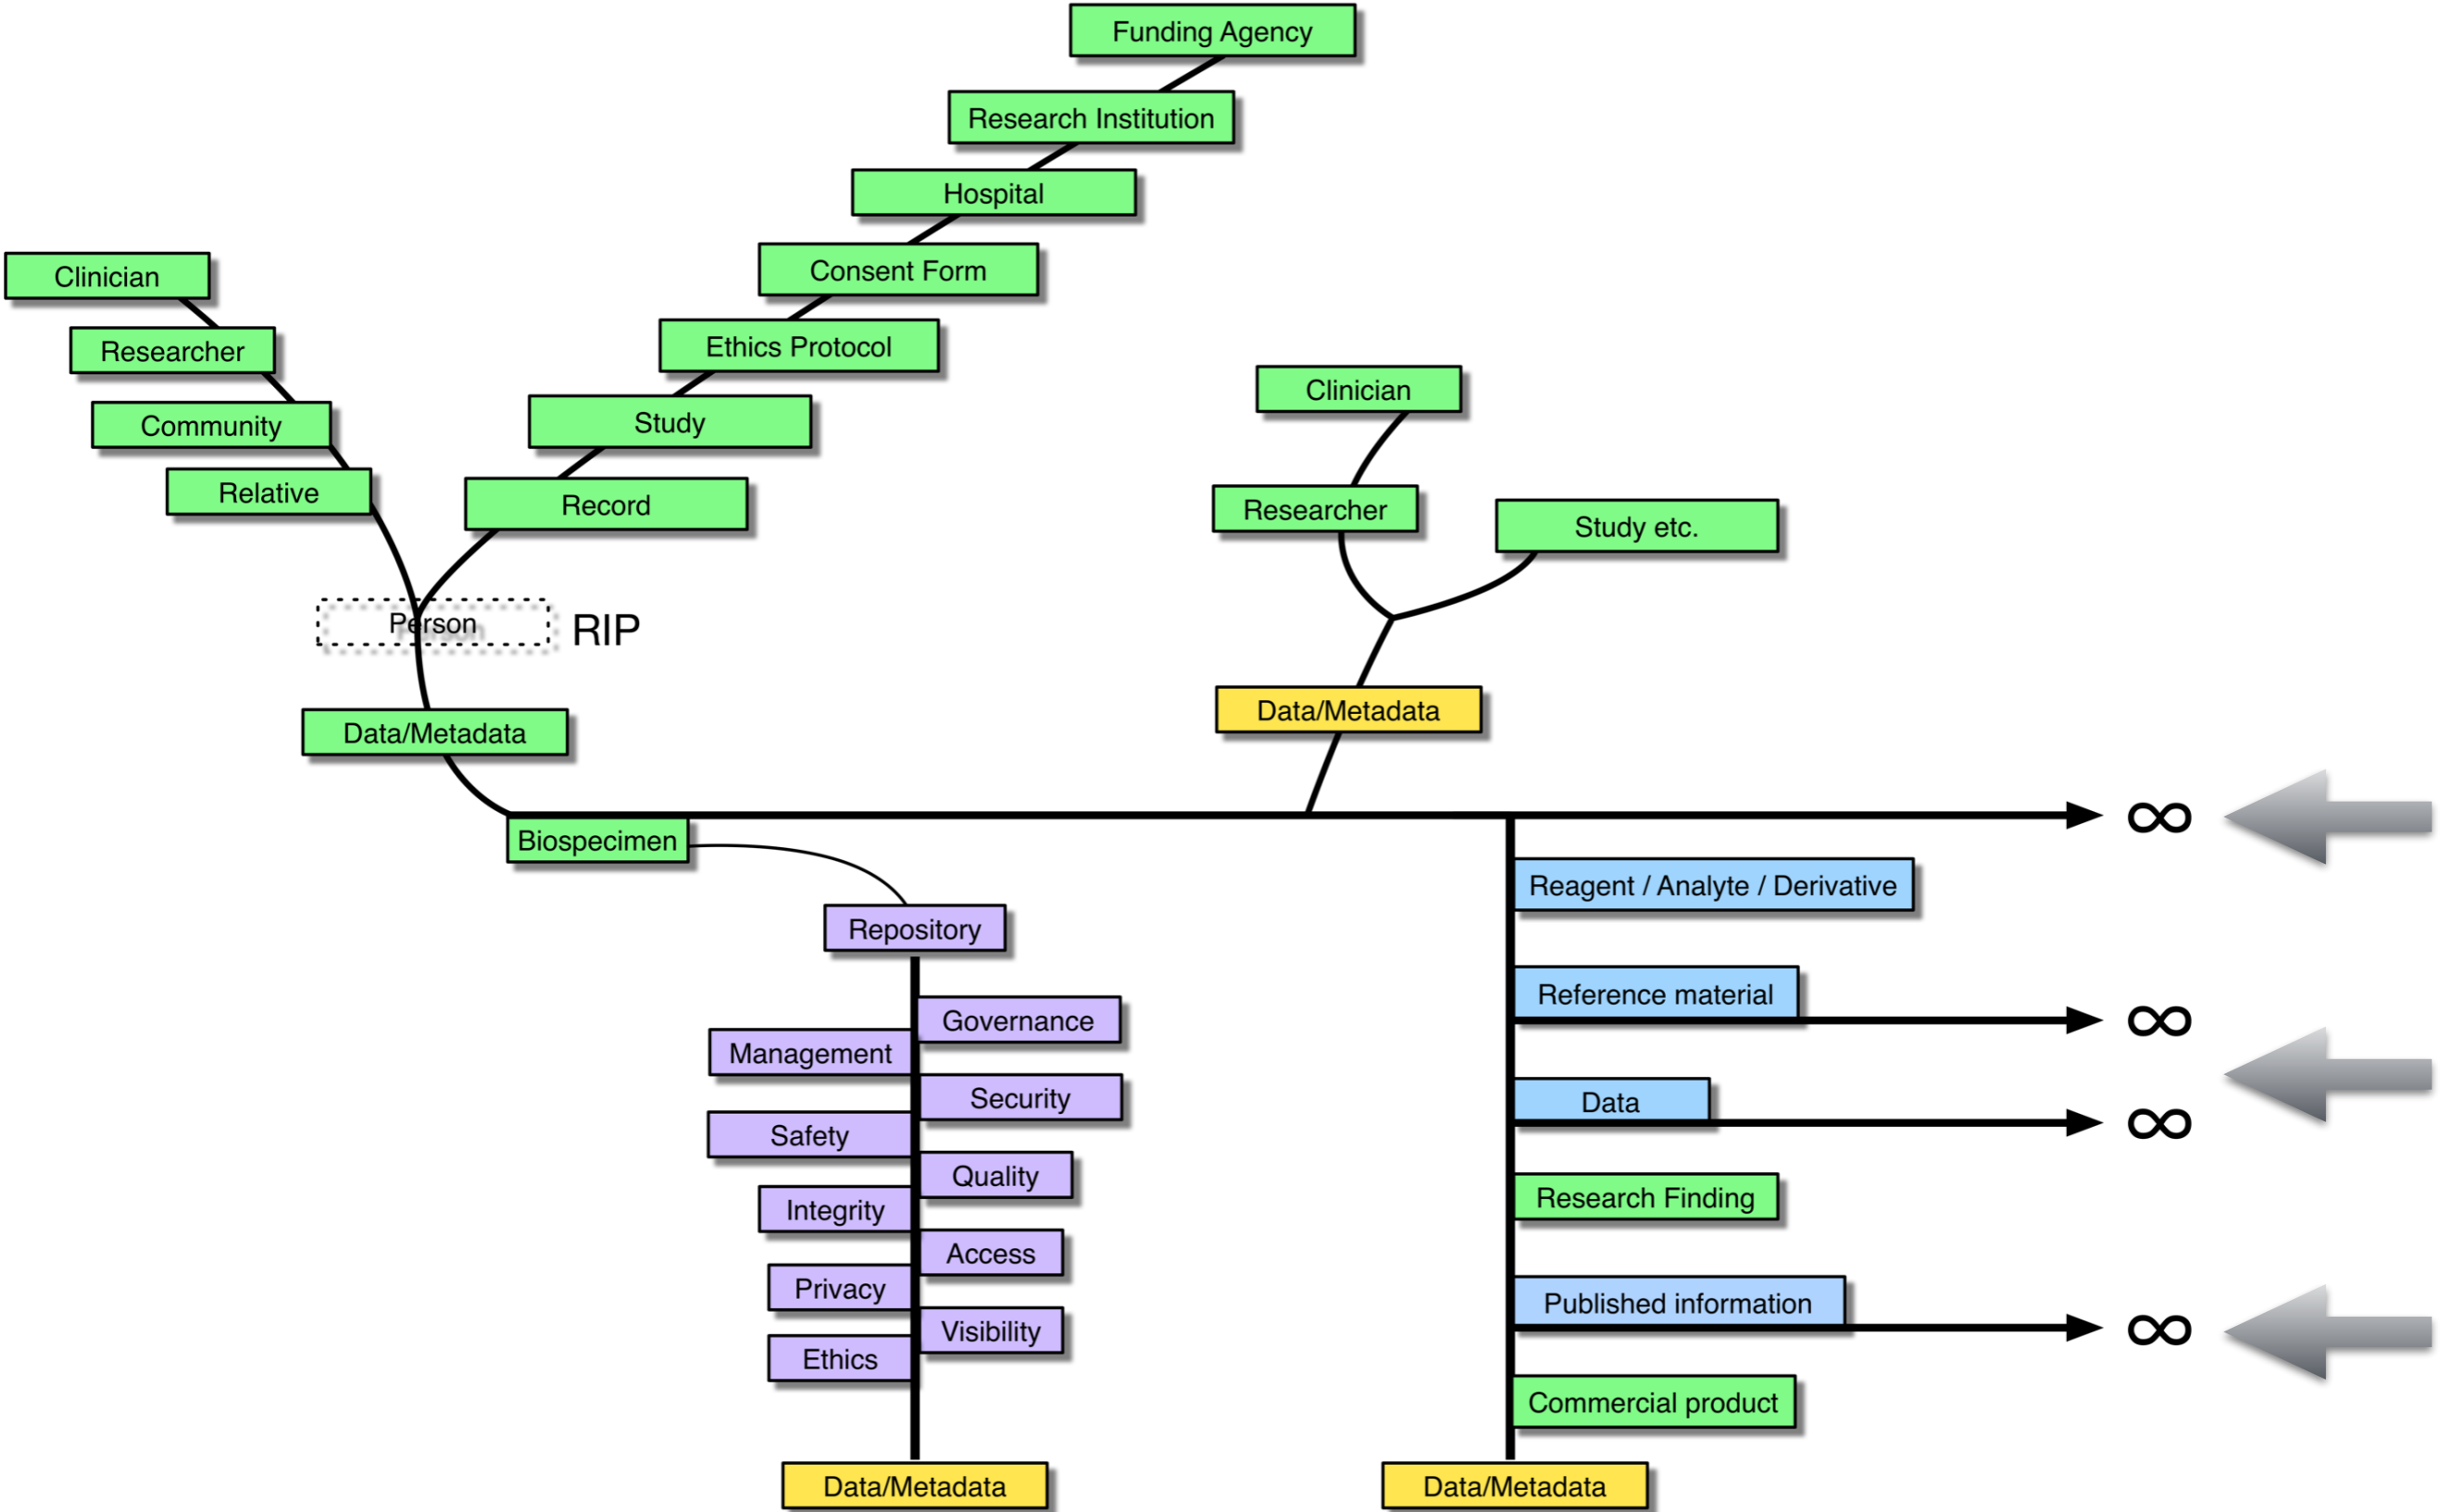 Funding Agency
Research Institution
Hospital
Consent Form
Ethics Protocol
Study
Record
Clinician
Researcher
Community
Relative
Person
RIP
Data/Metadata
Clinician
Researcher
Study etc.
Data/Metadata
∞
Biospecimen
Repository
Governance
Management
Security
Safety
Quality
Integrity
Access
Privacy
Visibility
Ethics
Data/Metadata
Reagent / Analyte / Derivative
Reference material
∞
Data
∞
Research Finding
Published information
∞
Commercial product
Data/Metadata